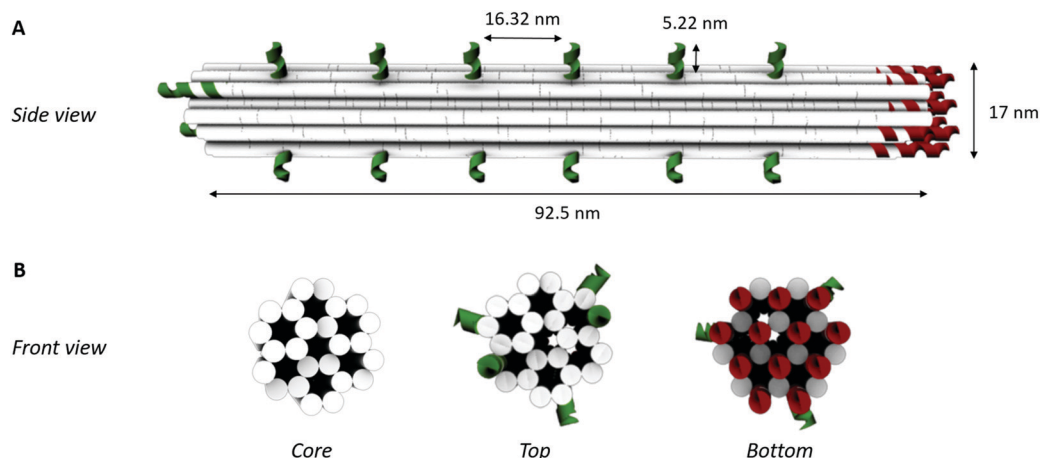 A
16.32 nm
5.22 nm
Side view
17 nm
92.5 nm
B
Front view
Core
Top
Bottom